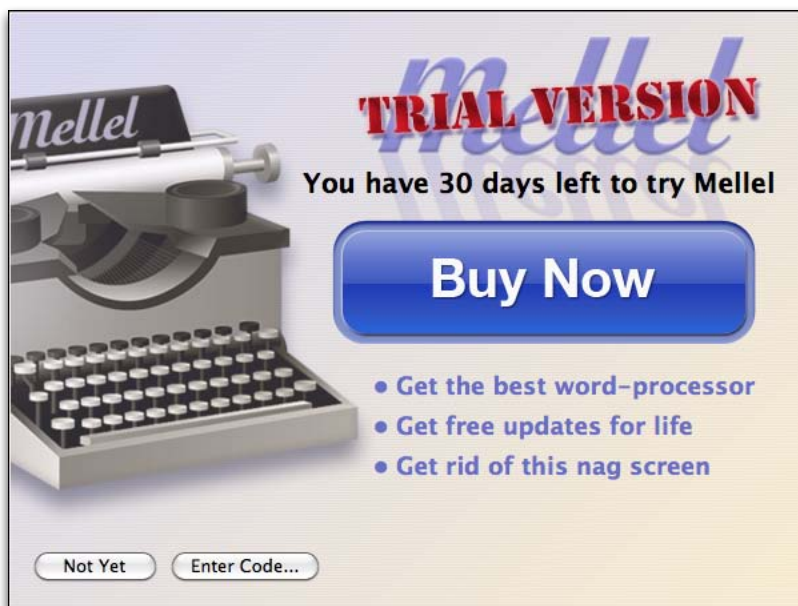 mellel
mellel
TRIAL VERSION
You have 30 days left to try Mellel
Buy Now
• Get the best word-processor
• Get free updates for life
• Get rid of this nag screen
Not Yet
Enter Code...